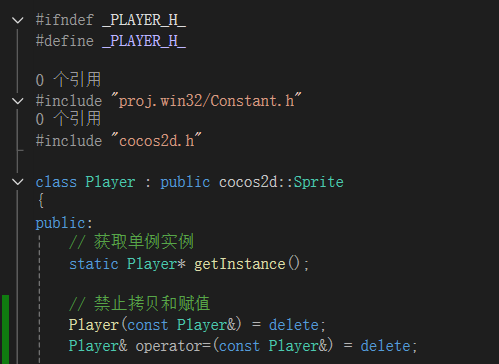 #ifndef _PLAYER_H_
#define _PLAYER_H_
0 个引用
#include "proj.win32/Constant.h"
0 个引用
#include "cocos2d.h"
class Player : public cocos2d::Sprite
{
public:
// 获取单例实例
static Player* getInstance();
// 禁止拷贝和赋值
Player(const Player&) = delete;
Player& operator=(const Player&) = delete;